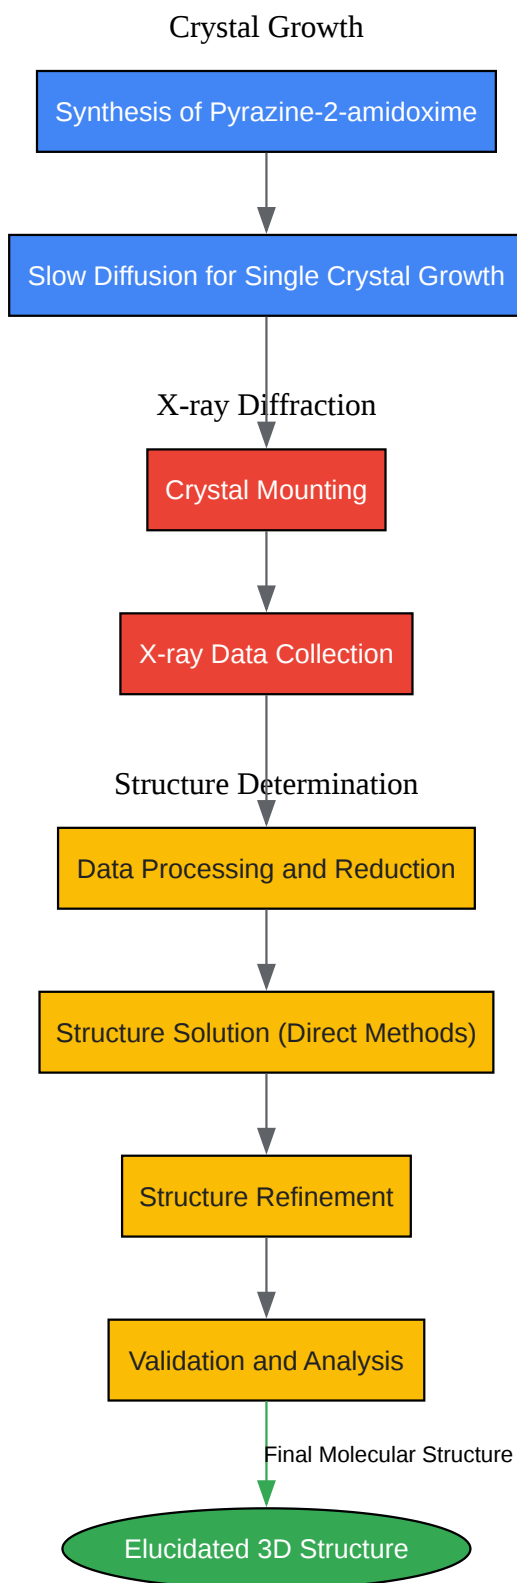 Crystal Growth
Synthesis of Pyrazine-2-amidoxime
Slow Diffusion for Single Crystal Growth
X-ray Diffraction
Crystal Mounting
X-ray Data Collection
Structure Determination
Data Processing and Reduction
Structure Solution (Direct Methods)
Structure Refinement
Validation and Analysis
Final Molecular Structure
Elucidated 3D Structure